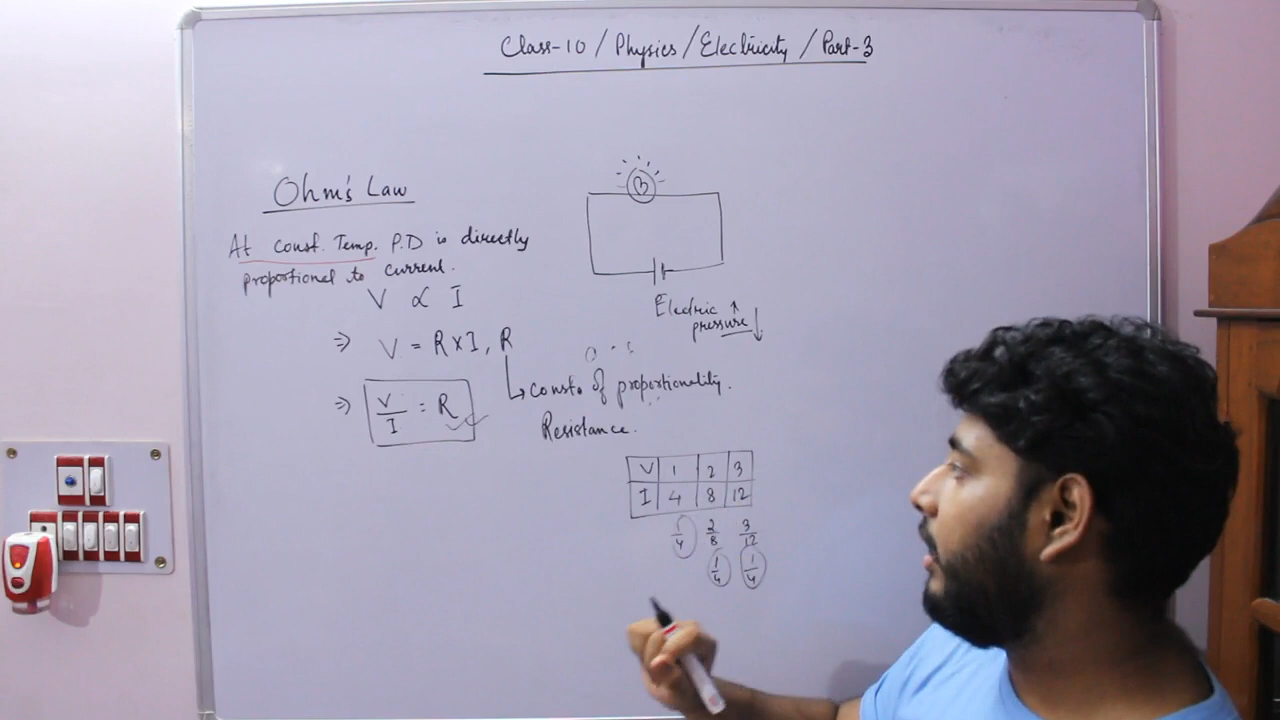 Class-10 / Physics / Electricity / Part-3
Ohm's Law
At const. Temp. P.D is directly
proportional to current.
V ∝ I
⇒ V = R×I, R
↳ const. of proportionality.
Resistance.
⇒ V/I = R
B
Electric ↑
pressure ↓
V 1 2 3
I 4 8 12
1/4 2/8 3/12
1/4 1/4